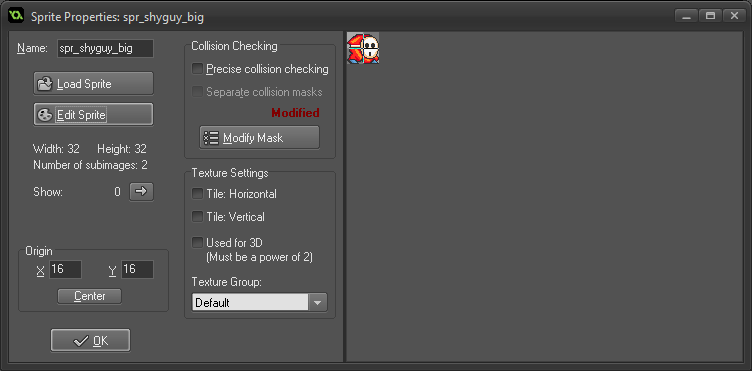 Sprite Properties: spr_shyguy_big
Name: spr_shyguy_big
Load Sprite
Edit Sprite
Width: 32 Height: 32
Number of subimages: 2
Show: 0
Origin
X 16 Y 16
Center
OK
Collision Checking
Precise collision checking
Separate collision masks
Modified
Modify Mask
Texture Settings
Tile: Horizontal
Tile: Vertical
Used for 3D
(Must be a power of 2)
Texture Group:
Default